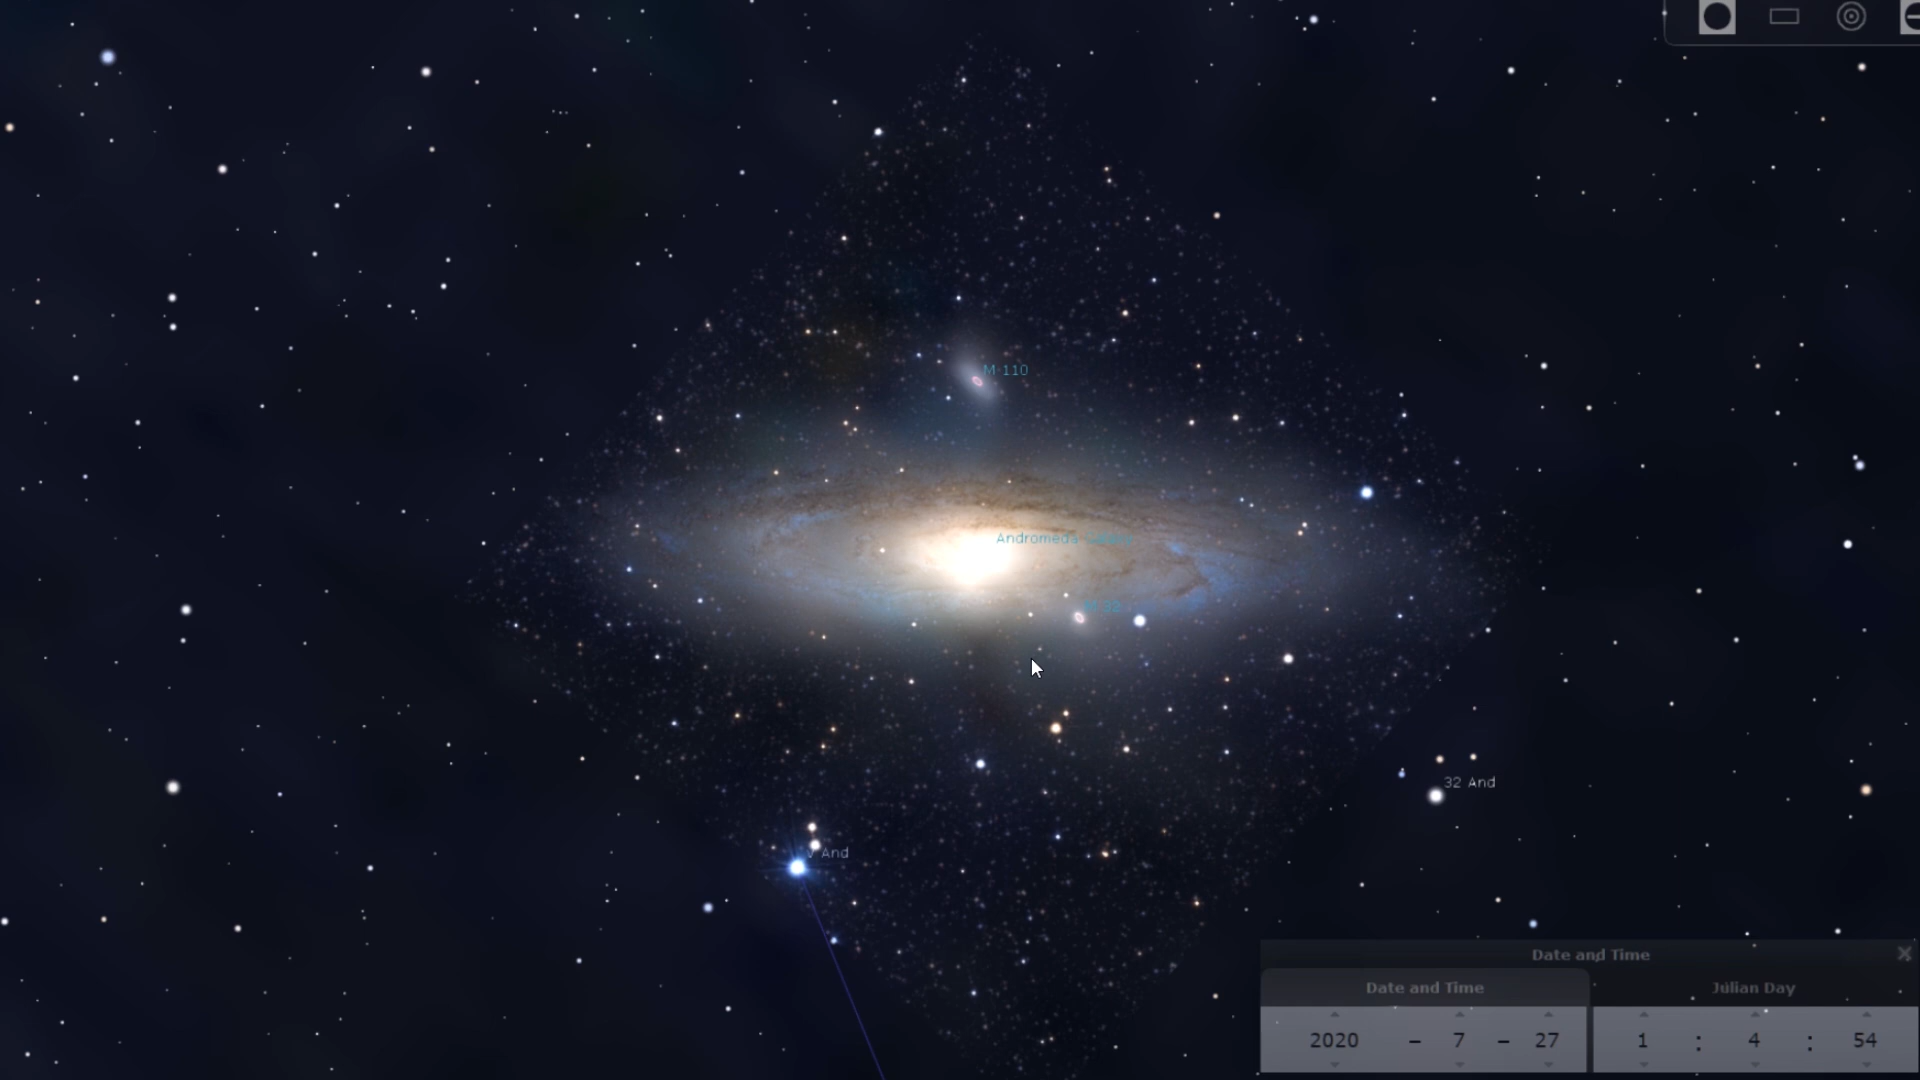 M 110
Andromeda Galaxy
M 32
32 And
ν And
Date and Time
Date and Time
Julian Day
2020 - 7 - 27
1 : 4 : 54